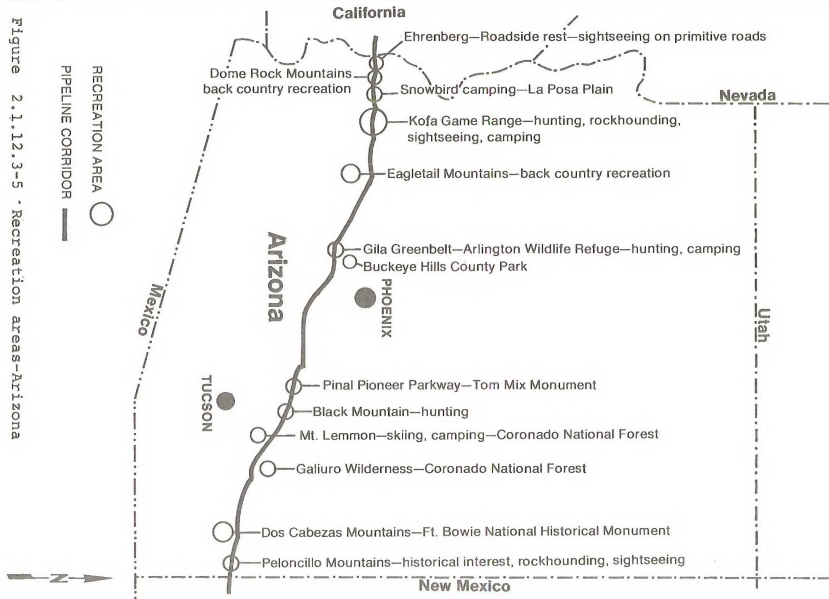 California
Ehrenberg—Roadside rest—sightseeing on primitive roads
Dome Rock Mountains
back country recreation
Snowbird camping—La Posa Plain
Nevada
Kofa Game Range—hunting, rockhounding,
sightseeing, camping
Eagletail Mountains—back country recreation
Arizona
Gila Greenbelt—Arlington Wildlife Refuge—hunting, camping
Buckeye Hills County Park
PHOENIX
Mexico
Utah
TUCSON
Pinal Pioneer Parkway—Tom Mix Monument
Black Mountain—hunting
Mt. Lemmon—skiing, camping—Coronado National Forest
Galiuro Wilderness—Coronado National Forest
Dos Cabezas Mountains—Ft. Bowie National Historical Monument
Peloncillo Mountains—historical interest, rockhounding, sightseeing
New Mexico
N
RECREATION AREA
PIPELINE CORRIDOR
Figure 2.1.12.3-5 · Recreation areas-Arizona